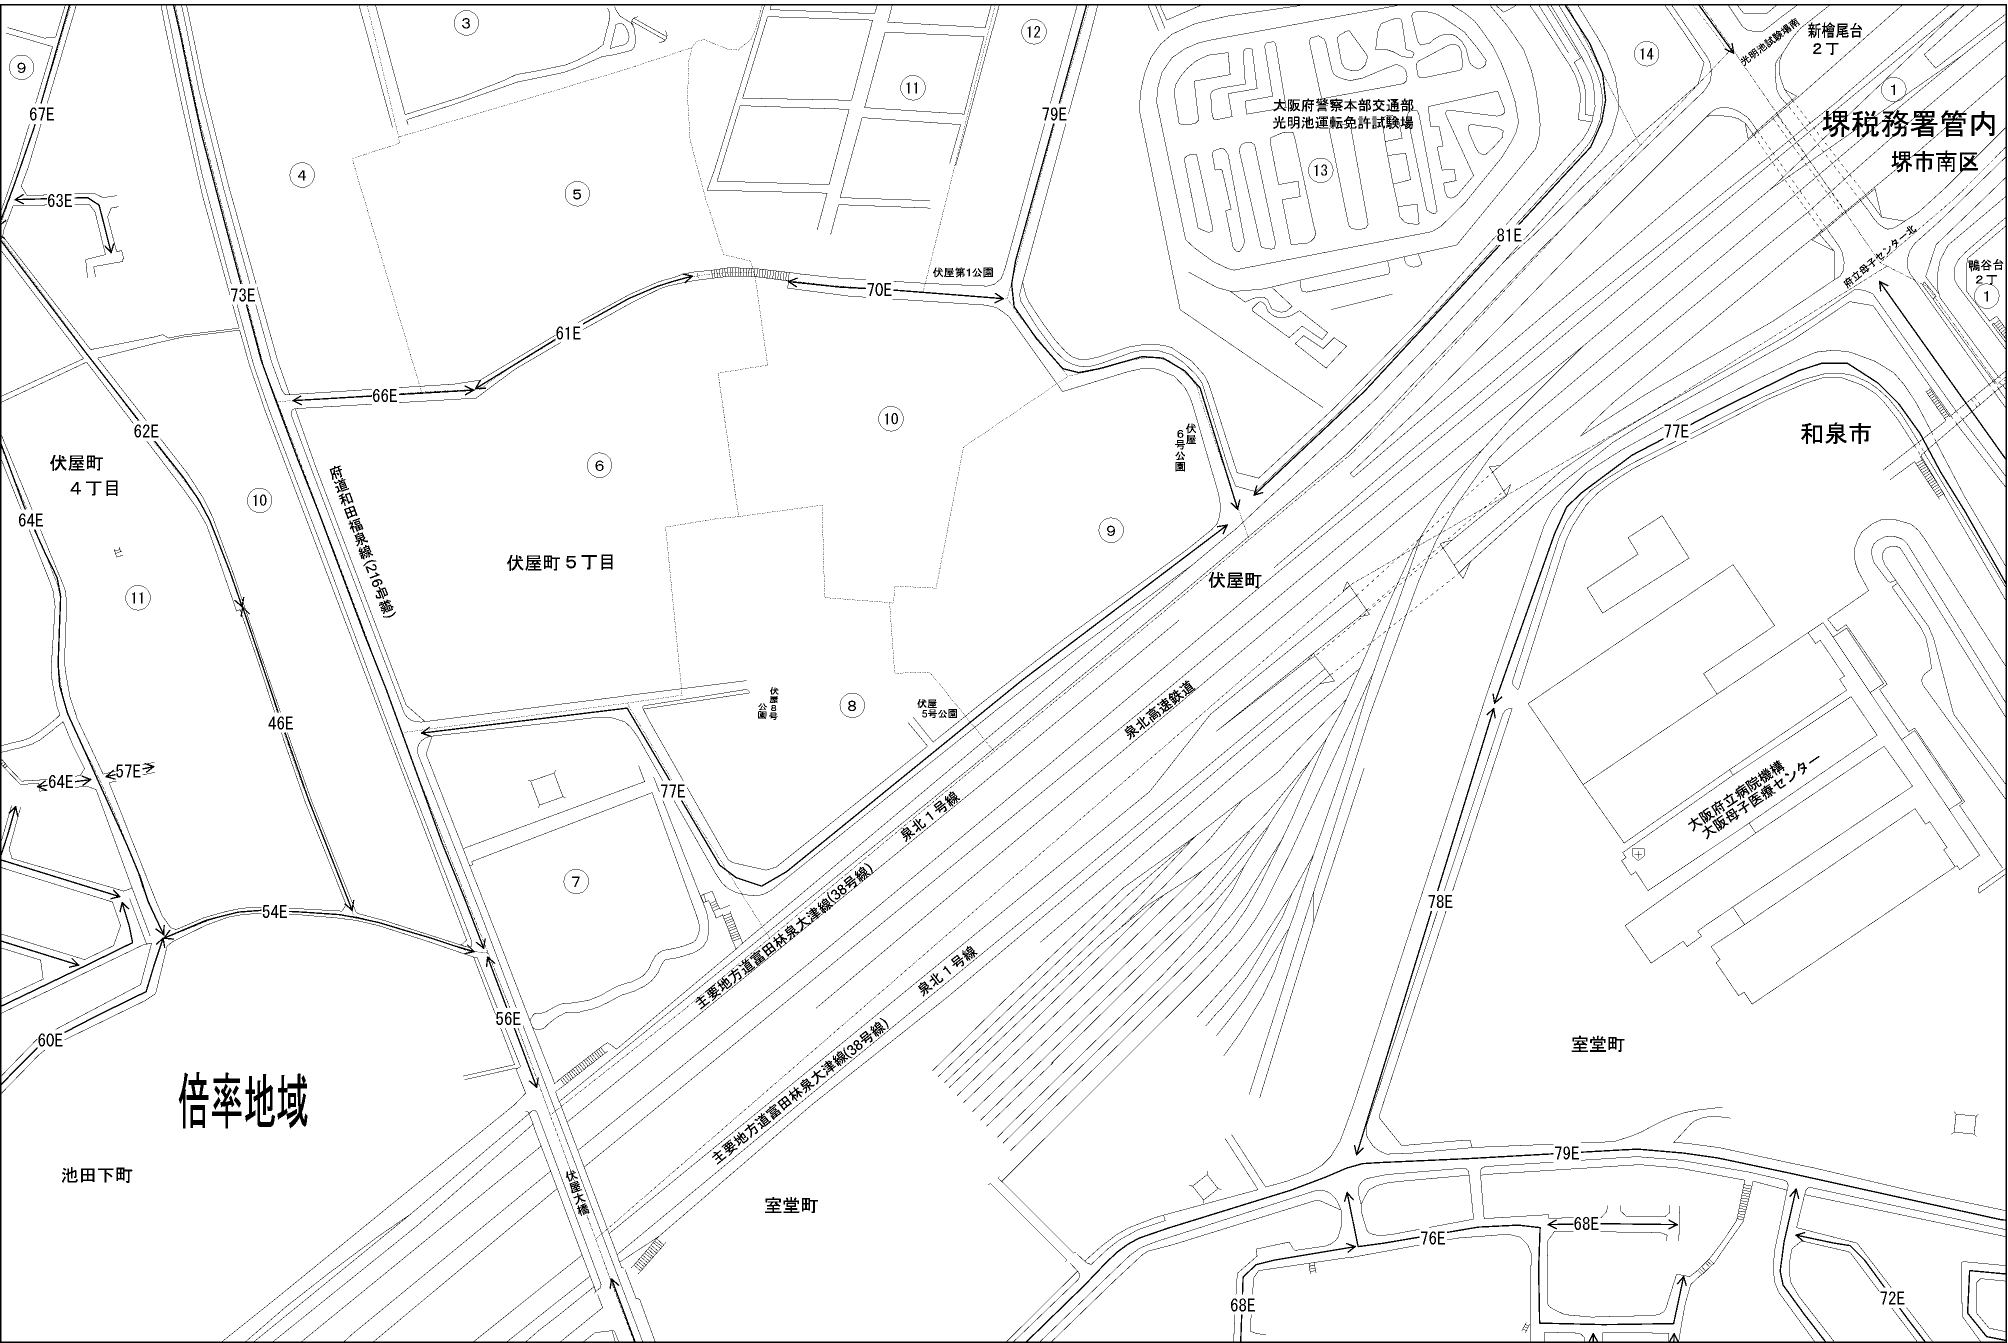 ③
⑫
新檜尾台
２丁
光明池試験場南
⑭
⑨
67E
⑪
79E
①
大阪府警察本部交通部
光明池運転免許試験場
堺税務署管内
堺市南区
④
⑤
⑬
63E
81E
府立母子センター北
鴨谷台
２丁
①
伏屋第1公園
73E
70E
61E
66E
62E
⑩
伏屋
6号公園
77E
和泉市
伏屋町
４丁目
⑩
府道和田福泉線(216号線)
⑥
64E
⑨
伏屋町５丁目
伏屋町
⑪
46E
伏屋8号
公園
⑧
伏屋
5号公園
泉北高速鉄道
64E
57E
77E
泉北１号線
大阪府立病院機構
大阪母子医療センター
⑦
54E
主要地方道富田林泉大津線(38号線)
78E
泉北１号線
56E
60E
主要地方道富田林泉大津線(38号線)
室堂町
倍率地域
池田下町
伏屋大橋
室堂町
79E
76E
68E
68E
72E